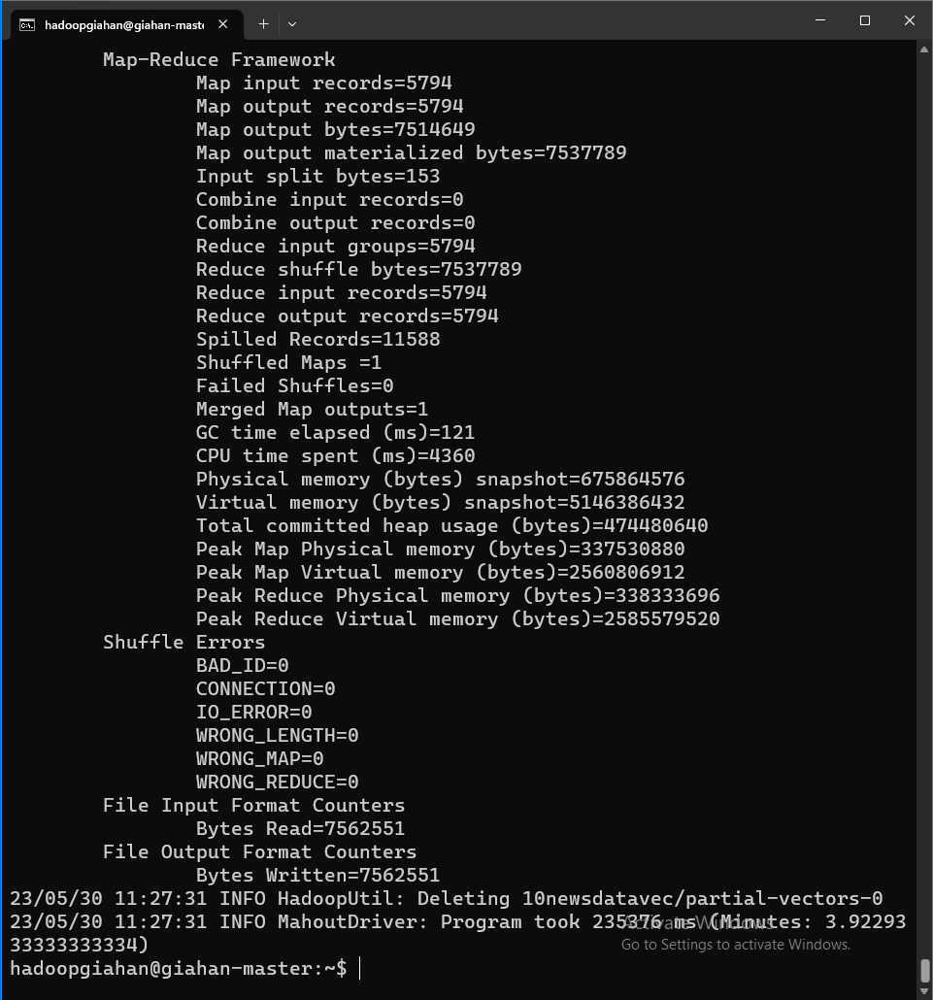 hadoopgiahan@giahan-mast
Map-Reduce Framework
Map input records=5794
Map output records=5794
Map output bytes=7514649
Map output materialized bytes=7537789
Input split bytes=153
Combine input records=0
Combine output records=0
Reduce input groups=5794
Reduce shuffle bytes=7537789
Reduce input records=5794
Reduce output records=5794
Spilled Records=11588
Shuffled Maps =1
Failed Shuffles=0
Merged Map outputs=1
GC time elapsed (ms)=121
CPU time spent (ms)=4360
Physical memory (bytes) snapshot=675864576
Virtual memory (bytes) snapshot=5146386432
Total committed heap usage (bytes)=474480640
Peak Map Physical memory (bytes)=337530880
Peak Map Virtual memory (bytes)=2560806912
Peak Reduce Physical memory (bytes)=338333696
Peak Reduce Virtual memory (bytes)=2585579520
Shuffle Errors
BAD_ID=0
CONNECTION=0
IO_ERROR=0
WRONG_LENGTH=0
WRONG_MAP=0
WRONG_REDUCE=0
File Input Format Counters
Bytes Read=7562551
File Output Format Counters
Bytes Written=7562551
23/05/30 11:27:31 INFO HadoopUtil: Deleting 10newsdatavec/partial-vectors-0
23/05/30 11:27:31 INFO MahoutDriver: Program took 235376 ms (Minutes: 3.92293
33333333334)
Activate Windows
Go to Settings to activate Windows.
hadoopgiahan@giahan-master:~$